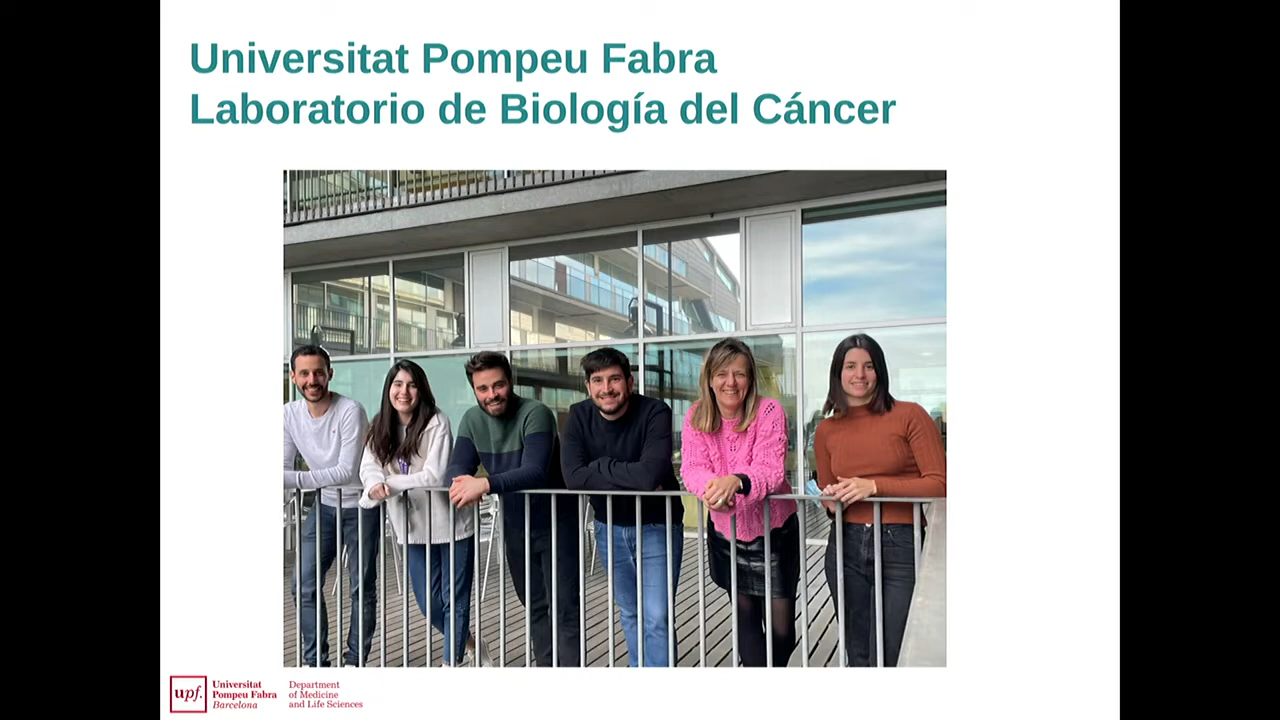 Universitat Pompeu Fabra
Laboratorio de Biología del Cáncer
upf.
Universitat
Pompeu Fabra
Barcelona
Department
of Medicine
and Life Sciences